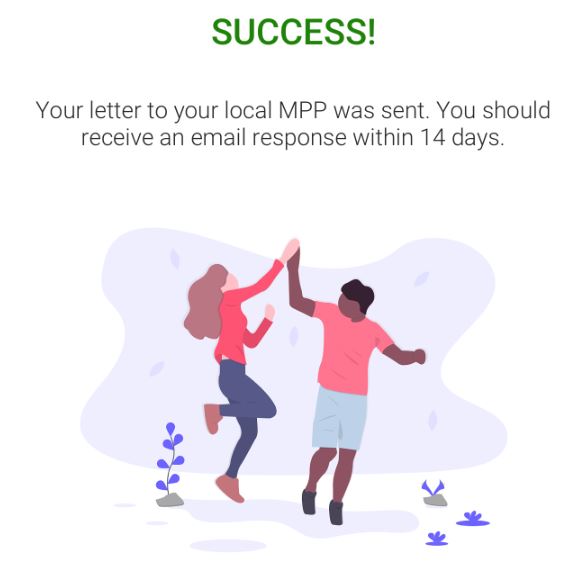 SUCCESS!
Your letter to your local MPP was sent. You should
receive an email response within 14 days.